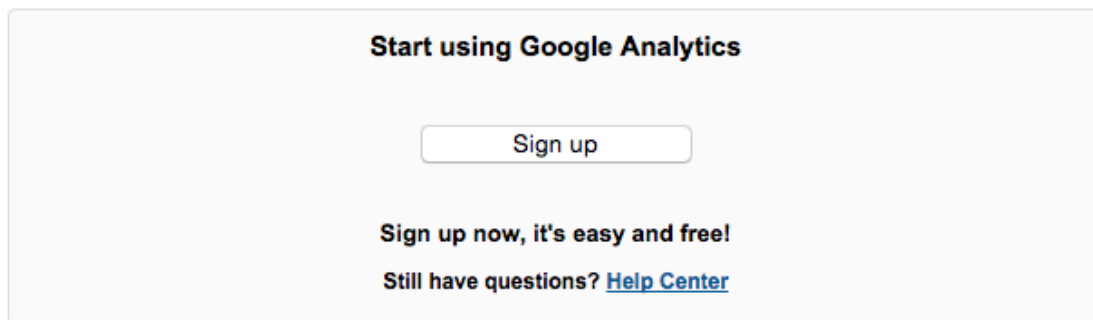 Start using Google Analytics
Sign up
Sign up now, it's easy and free!
Still have questions? Help Center